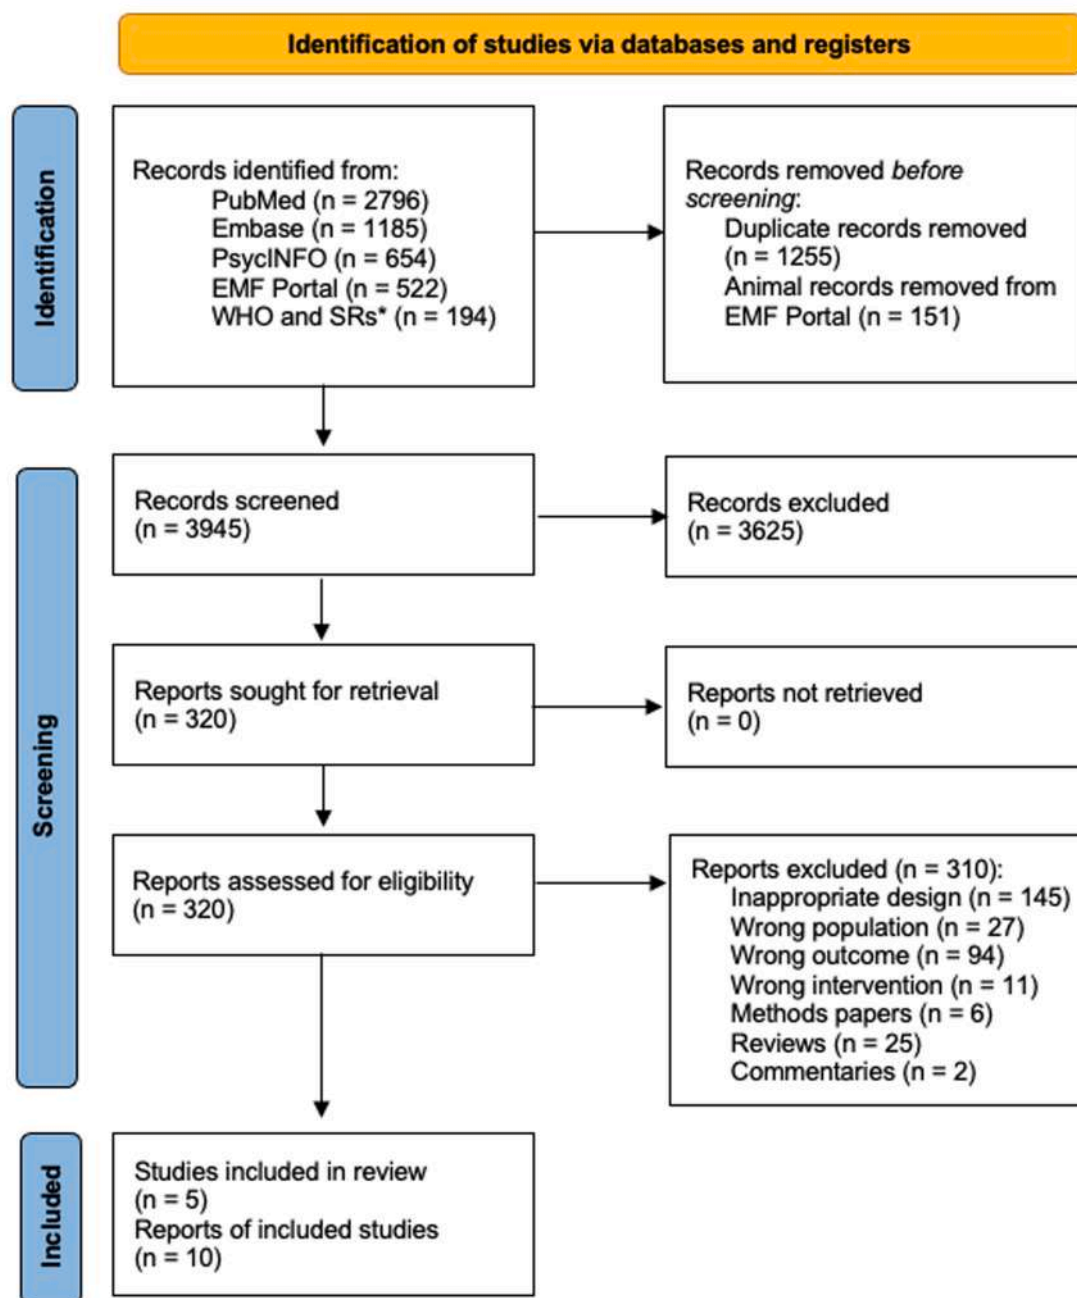 Identification of studies via databases and registers
Identification
Records identified from:
PubMed (n = 2796)
Embase (n = 1185)
PsycINFO (n = 654)
EMF Portal (n = 522)
WHO and SRs* (n = 194)
Records removed before
screening:
Duplicate records removed
(n = 1255)
Animal records removed from
EMF Portal (n = 151)
Screening
Records screened
(n = 3945)
Records excluded
(n = 3625)
Reports sought for retrieval
(n = 320)
Reports not retrieved
(n = 0)
Reports assessed for eligibility
(n = 320)
Reports excluded (n = 310):
Inappropriate design (n = 145)
Wrong population (n = 27)
Wrong outcome (n = 94)
Wrong intervention (n = 11)
Methods papers (n = 6)
Reviews (n = 25)
Commentaries (n = 2)
Included
Studies included in review
(n = 5)
Reports of included studies
(n = 10)